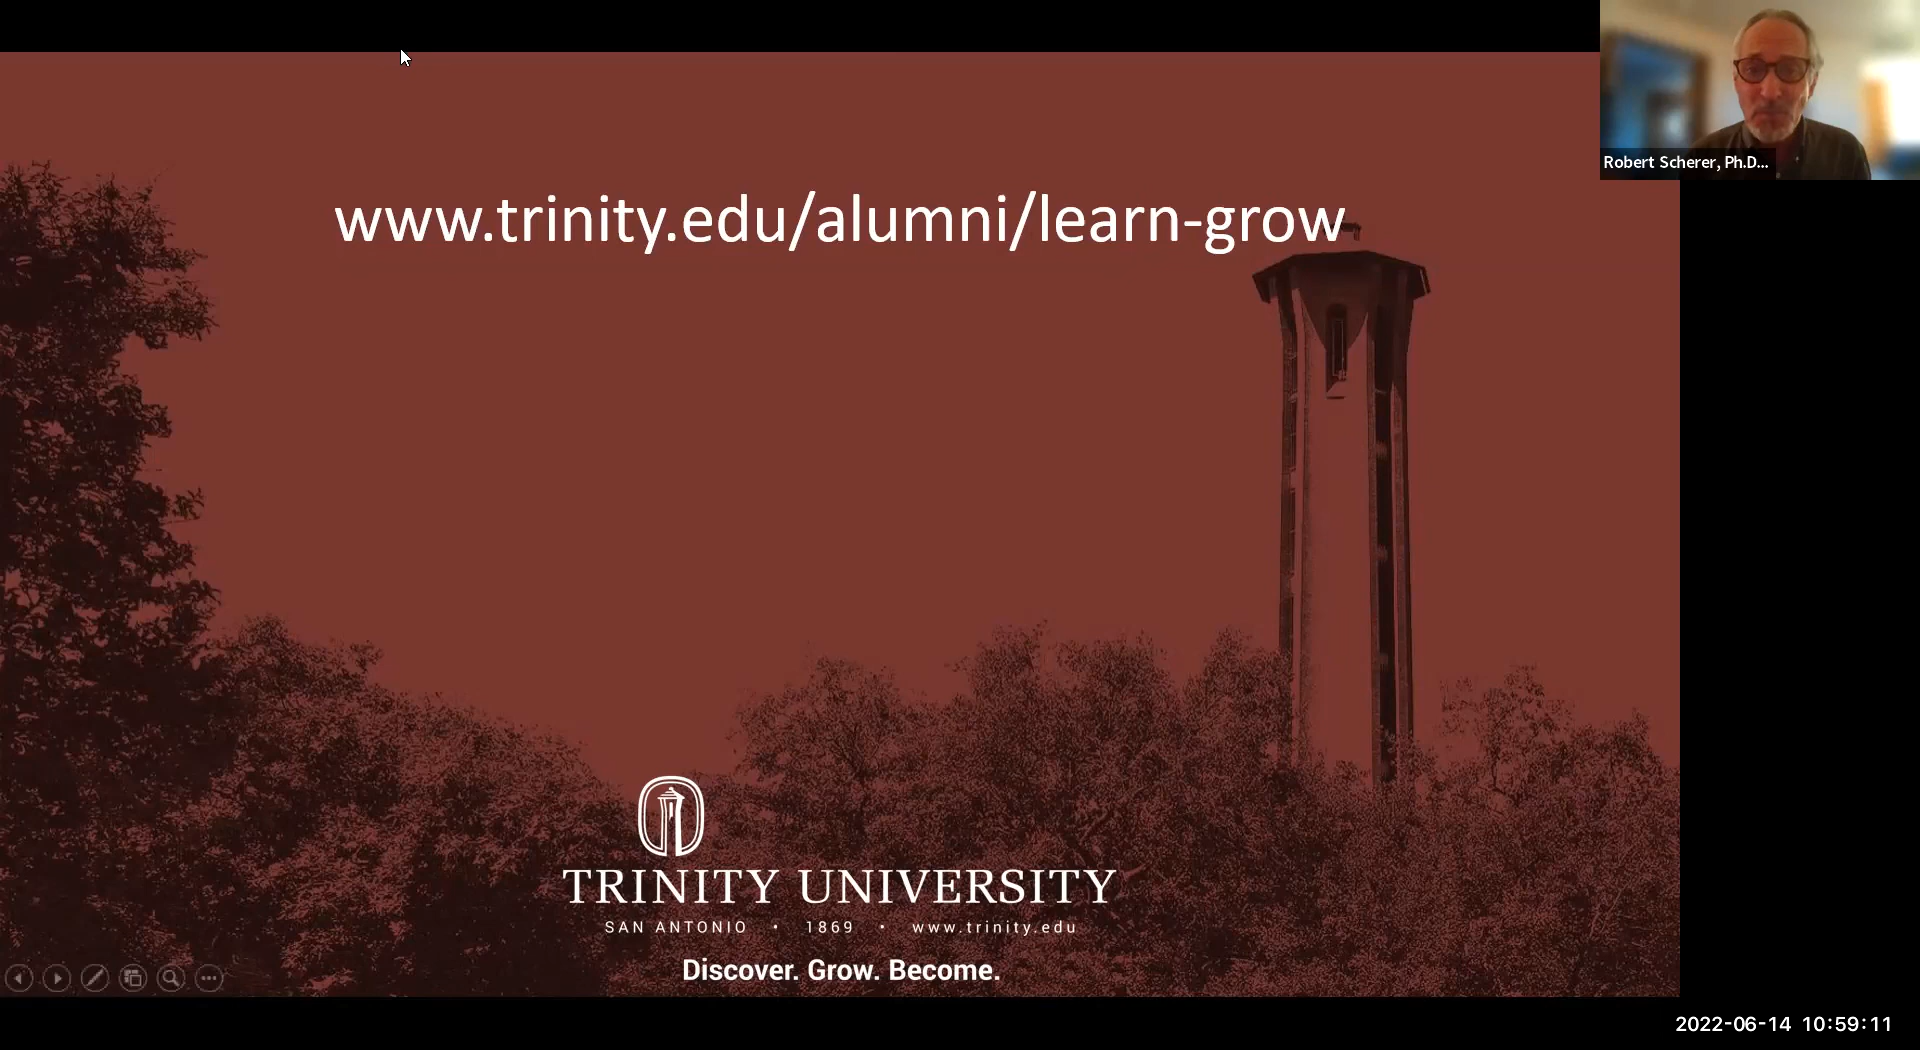 www.trinity.edu/alumni/learn-grow
Robert Scherer, Ph.D...
TRINITY UNIVERSITY
SAN ANTONIO • 1869 • www.trinity.edu
Discover. Grow. Become.
2022-06-14 10:59:11